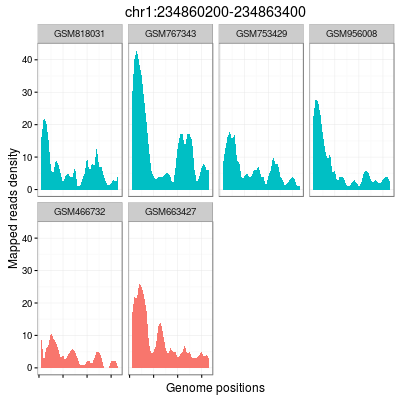 chr1:234860200-234863400
GSM818031 GSM767343 GSM753429 GSM956008
40
30
20
10
0
GSM466732 GSM663427
40
30
20
10
0
Mapped reads density
Genome positions